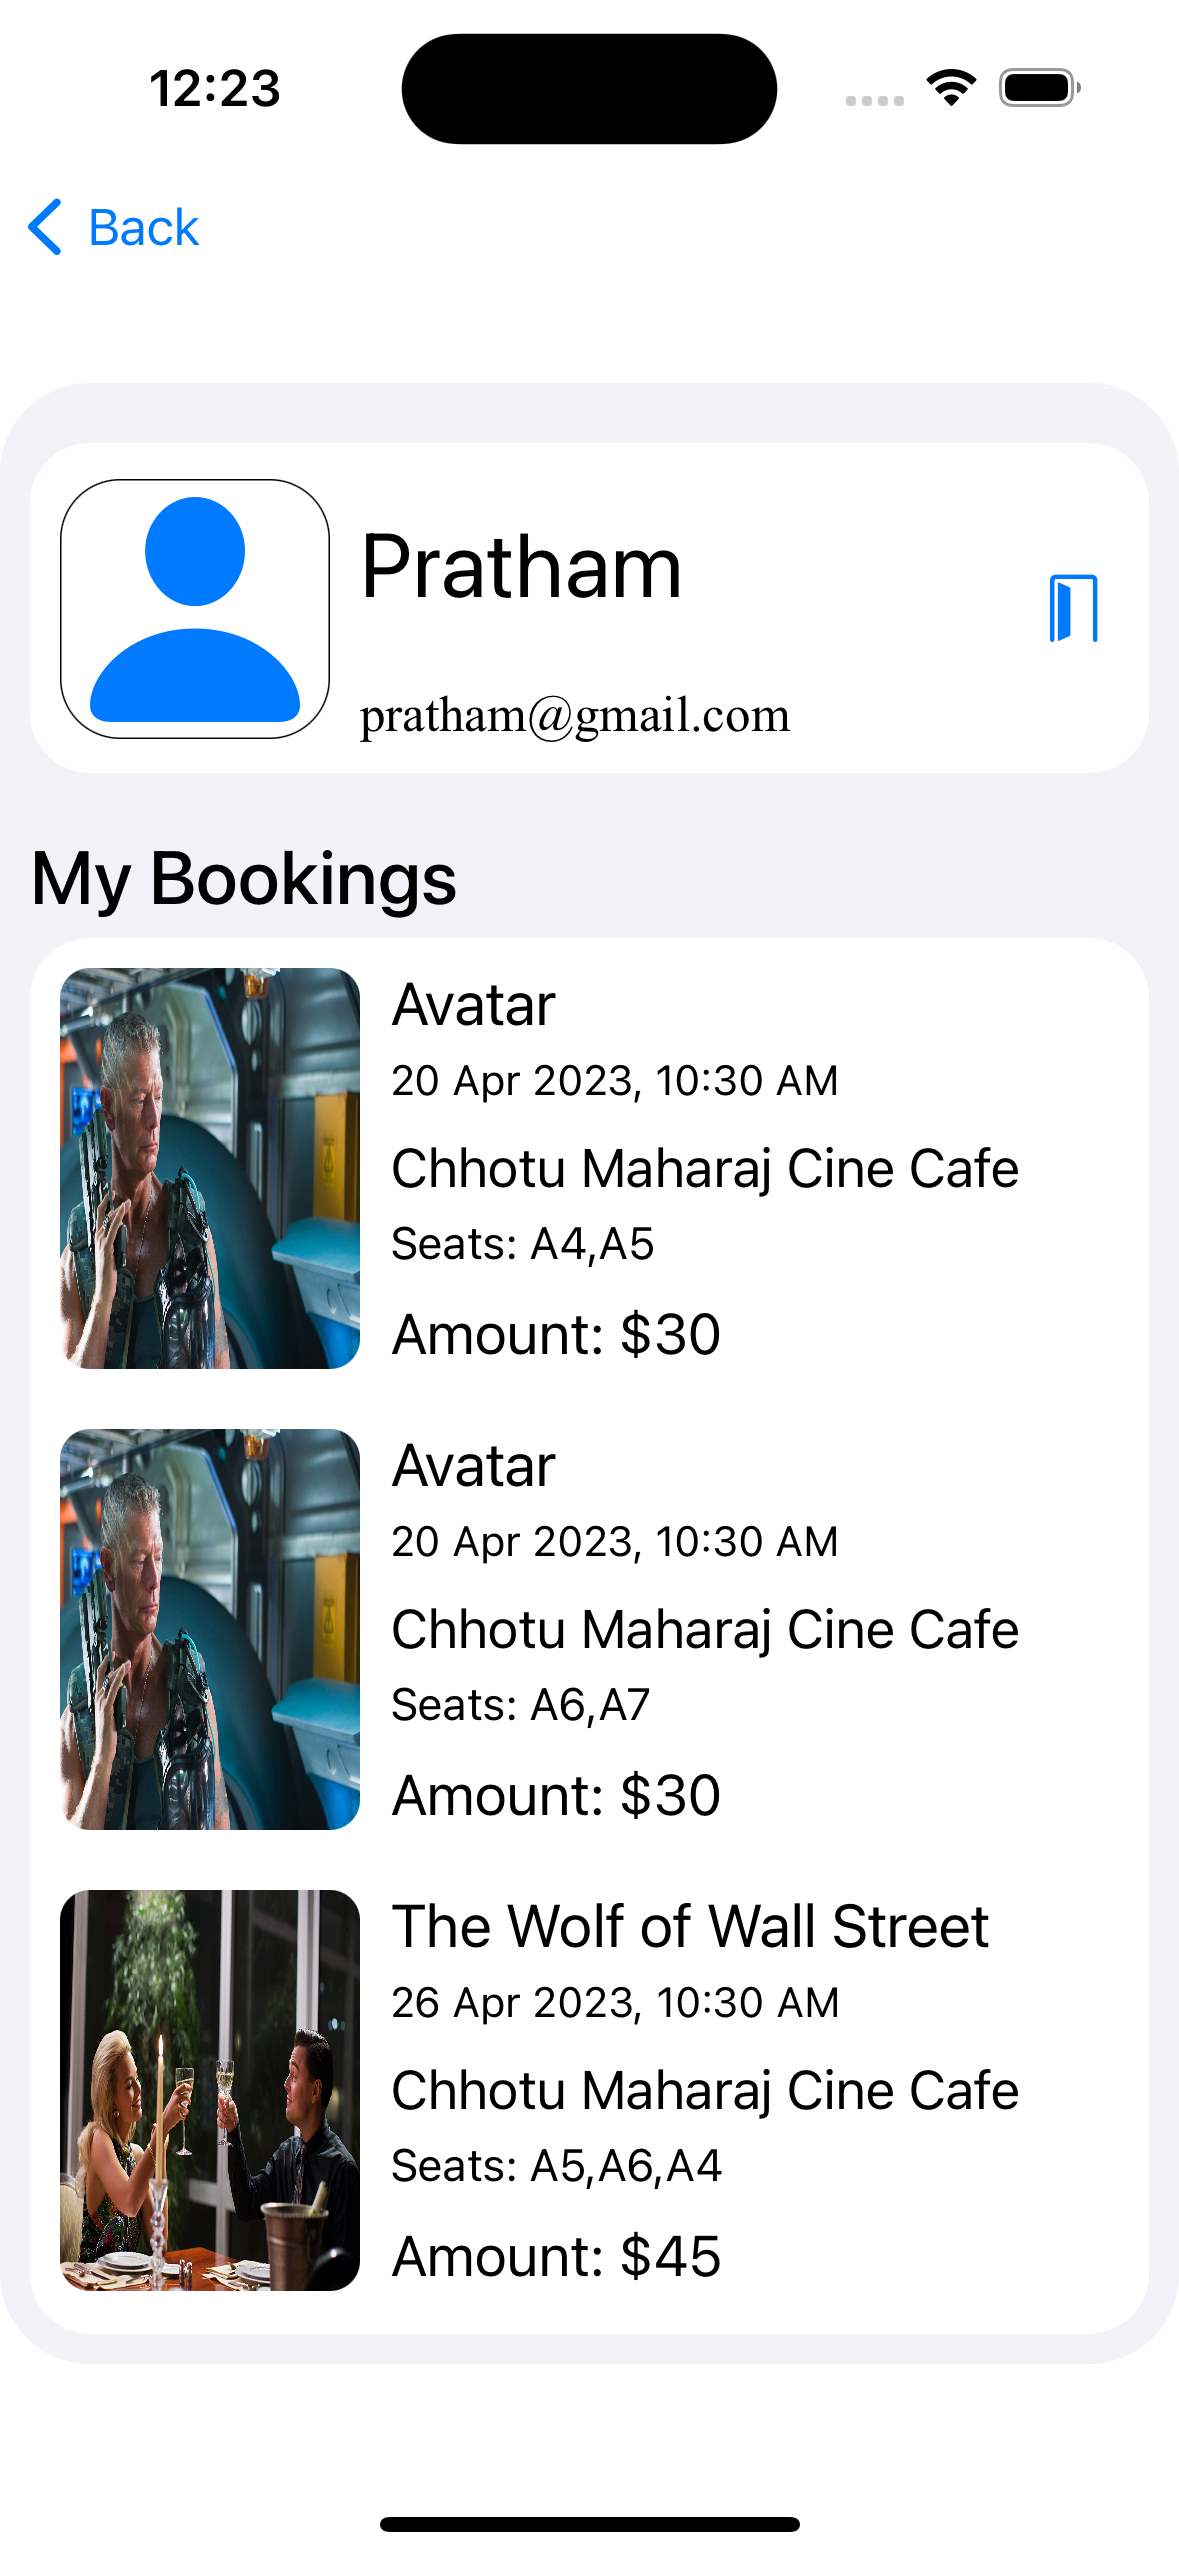 12:23
Back
Pratham
pratham@gmail.com
My Bookings
Avatar
20 Apr 2023, 10:30 AM
Chhotu Maharaj Cine Cafe
Seats: A4,A5
Amount: $30
Avatar
20 Apr 2023, 10:30 AM
Chhotu Maharaj Cine Cafe
Seats: A6,A7
Amount: $30
The Wolf of Wall Street
26 Apr 2023, 10:30 AM
Chhotu Maharaj Cine Cafe
Seats: A5,A6,A4
Amount: $45